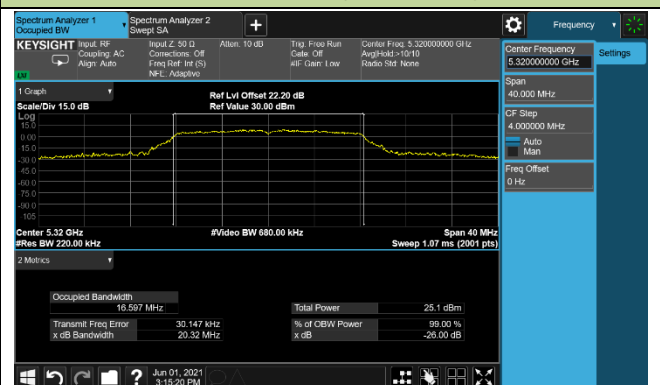 Spectrum Analyzer 1
Occupied BW
Spectrum Analyzer 2
Swept SA
+
Frequency
KEYSIGHT
Input: RF
Coupling: AC
Align: Auto
Input Z: 50 Ω
Corrections: Off
Freq Ref: Int (S)
NFE: Adaptive
Atten: 10 dB
Trig: Free Run
Gate: Off
#IF Gain: Low
Center Freq: 5.320000000 GHz
Avg|Hold:>10/10
Radio Std: None
LXI
Center Frequency
5.320000000 GHz
Settings
Span
40.000 MHz
CF Step
4.000000 MHz
Auto
Man
Freq Offset
0 Hz
1 Graph
Scale/Div 15.0 dB
Ref Lvl Offset 22.20 dB
Ref Value 30.00 dBm
Log
15.0
0.00
-15.0
-30.0
-45.0
-60.0
-75.0
-90.0
-105
Center 5.32 GHz
#Video BW 680.00 kHz
Span 40 MHz
#Res BW 220.00 kHz
Sweep 1.07 ms (2001 pts)
2 Metrics
Occupied Bandwidth
16.597 MHz
Total Power
25.1 dBm
Transmit Freq Error
30.147 kHz
% of OBW Power
99.00 %
x dB Bandwidth
20.32 MHz
x dB
-26.00 dB
?
Jun 01, 2021
3:15:20 PM